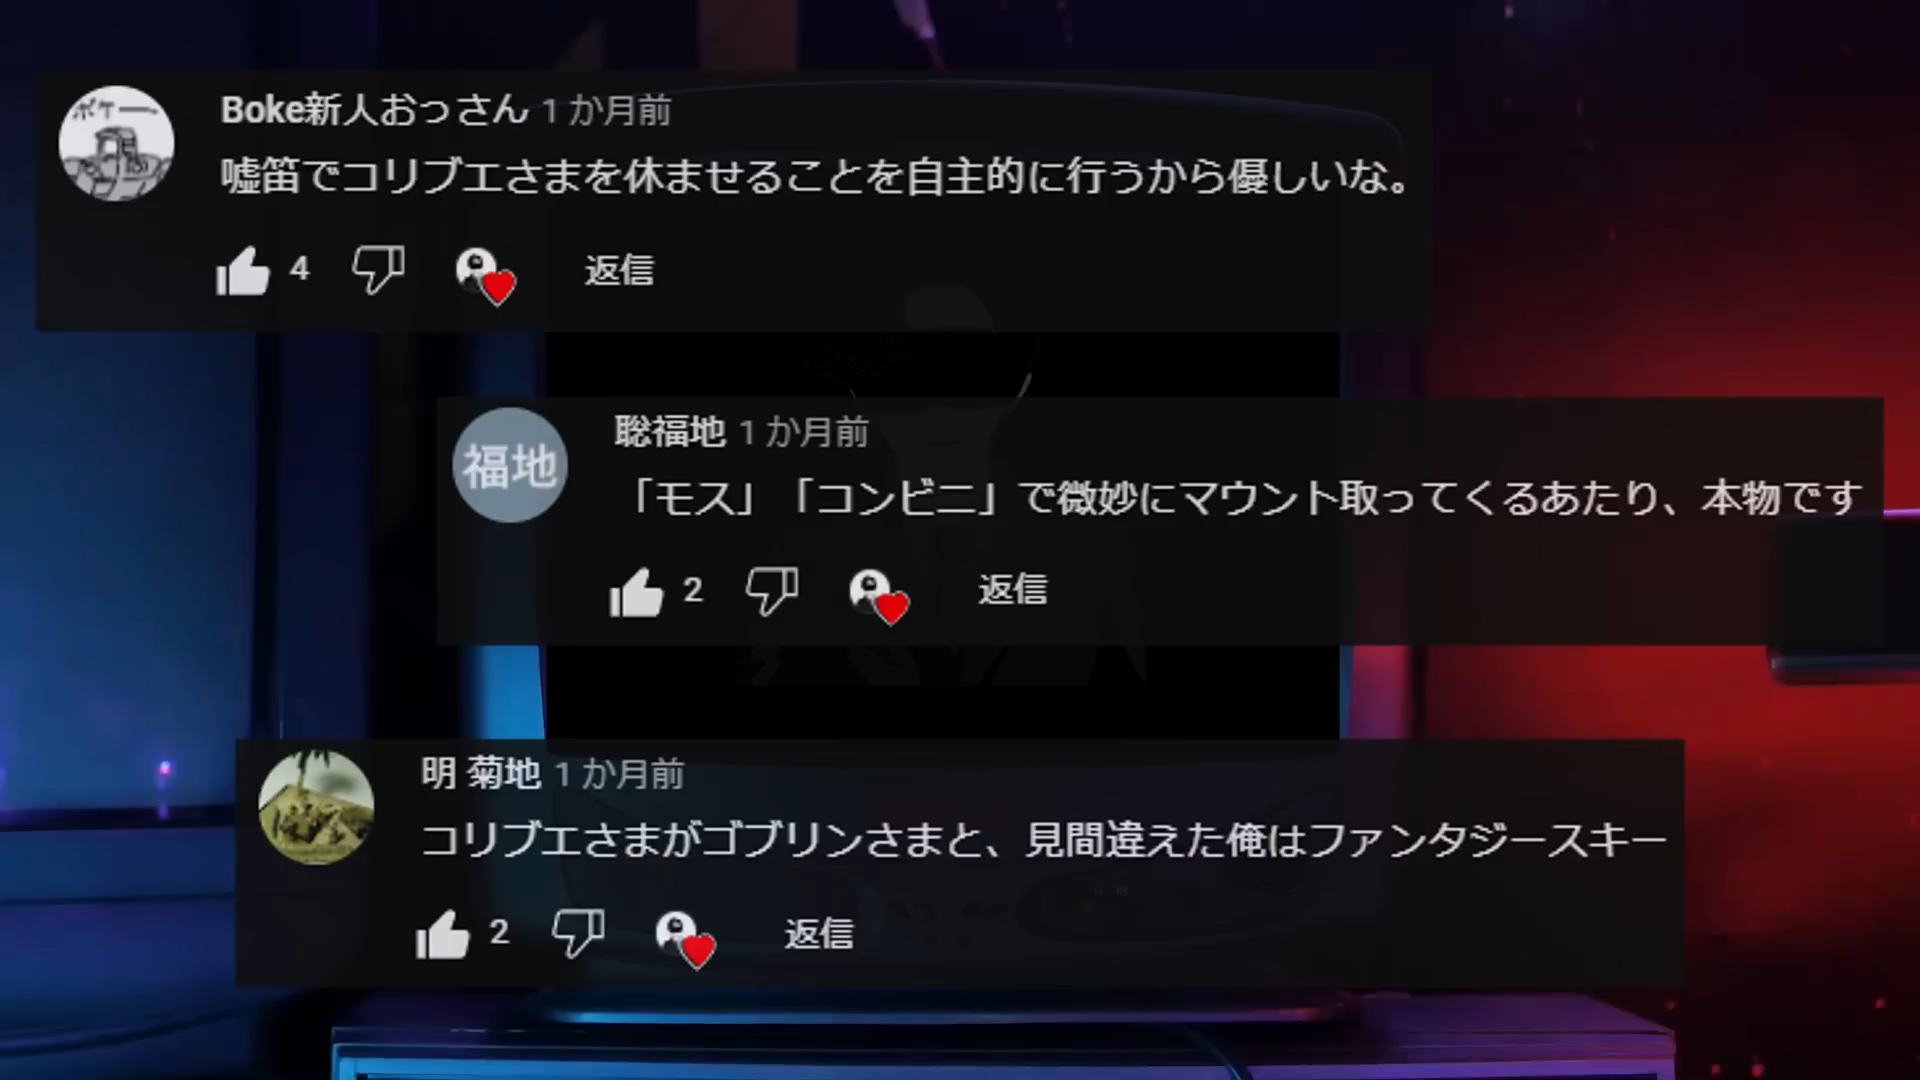 ボケー
Boke新人おっさん 1 か月前
嘘笛でコリブエさまを休ませることを自主的に行うから優しいな。
4 返信
福地
聡福地 1 か月前
「モス」「コンビニ」で微妙にマウント取ってくるあたり、本物です
2 返信
明 菊地 1 か月前
コリブエさまがゴブリンさまと、見間違えた俺はファンタジースキー
2 返信